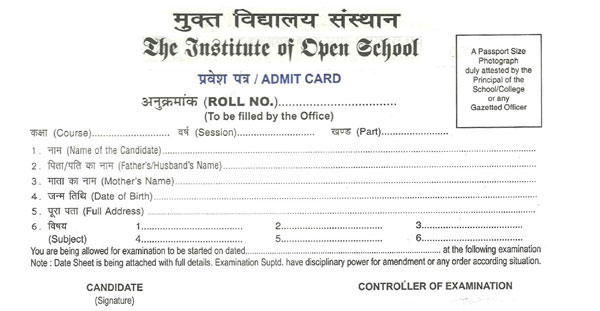 मुक्त विद्यालय संस्थान
The Institute of Open School
प्रवेश पत्र / ADMIT CARD
A Passport Size
Photograph
duly attested by the
Principal of the
School/College
or any
Gazetted Officer
अनुक्रमांक (ROLL NO.)..............................
(To be filled by the Office)
कक्षा (Course).................... वर्ष (Session).................... खण्ड (Part)....................
1 . नाम (Name of the Candidate)....................
2 . पिता/पति का नाम (Father's/Husband's Name)....................
3 . माता का नाम (Mother's Name)....................
4 . जन्म तिथि (Date of Birth)....................
5 . पूरा पता (Full Address)....................
6 . विषय 1.................... 2.................... 3....................
(Subject) 4.................... 5.................... 6....................
You are being allowed for examination to be started on dated.................... at the following examination
Note : Date Sheet is being attached with full details. Examination Suptd. have disciplinary power for amendment or any order according situation.
CANDIDATE CONTROLLER OF EXAMINATION
(Signature)